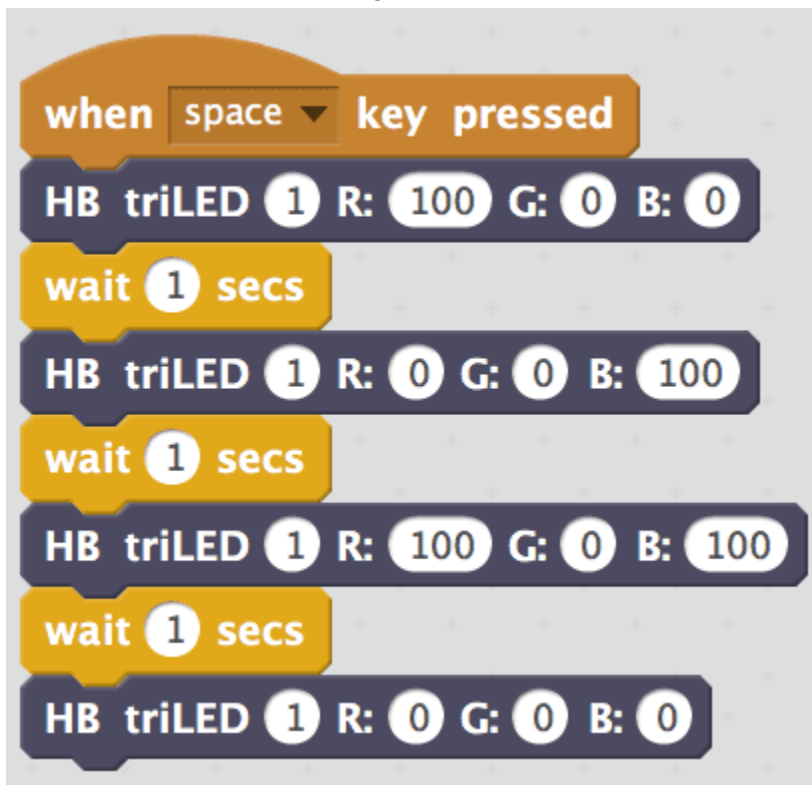 when space key pressed
HB triLED 1 R: 100 G: 0 B: 0
wait 1 secs
HB triLED 1 R: 0 G: 0 B: 100
wait 1 secs
HB triLED 1 R: 100 G: 0 B: 100
wait 1 secs
HB triLED 1 R: 0 G: 0 B: 0